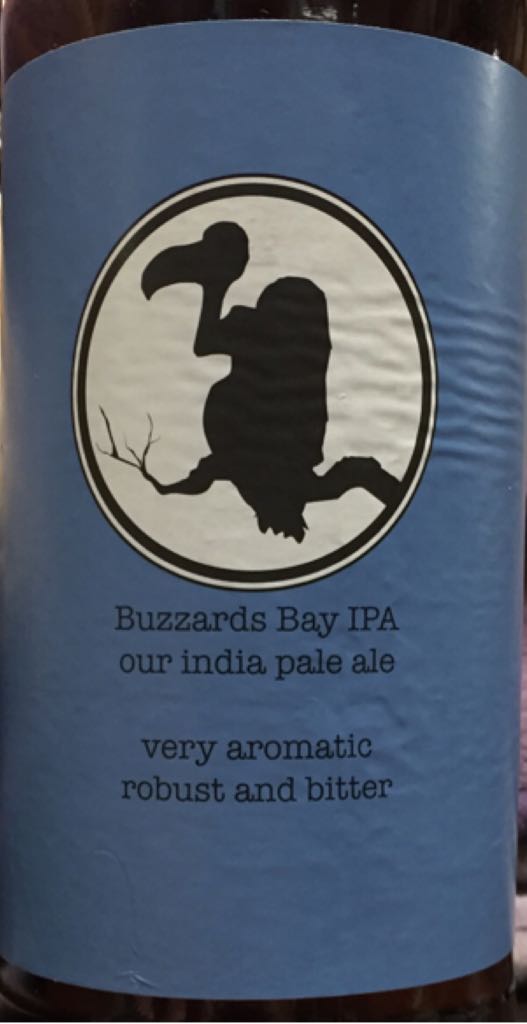 Buzzards Bay IPA
our india pale ale
very aromatic
robust and bitter